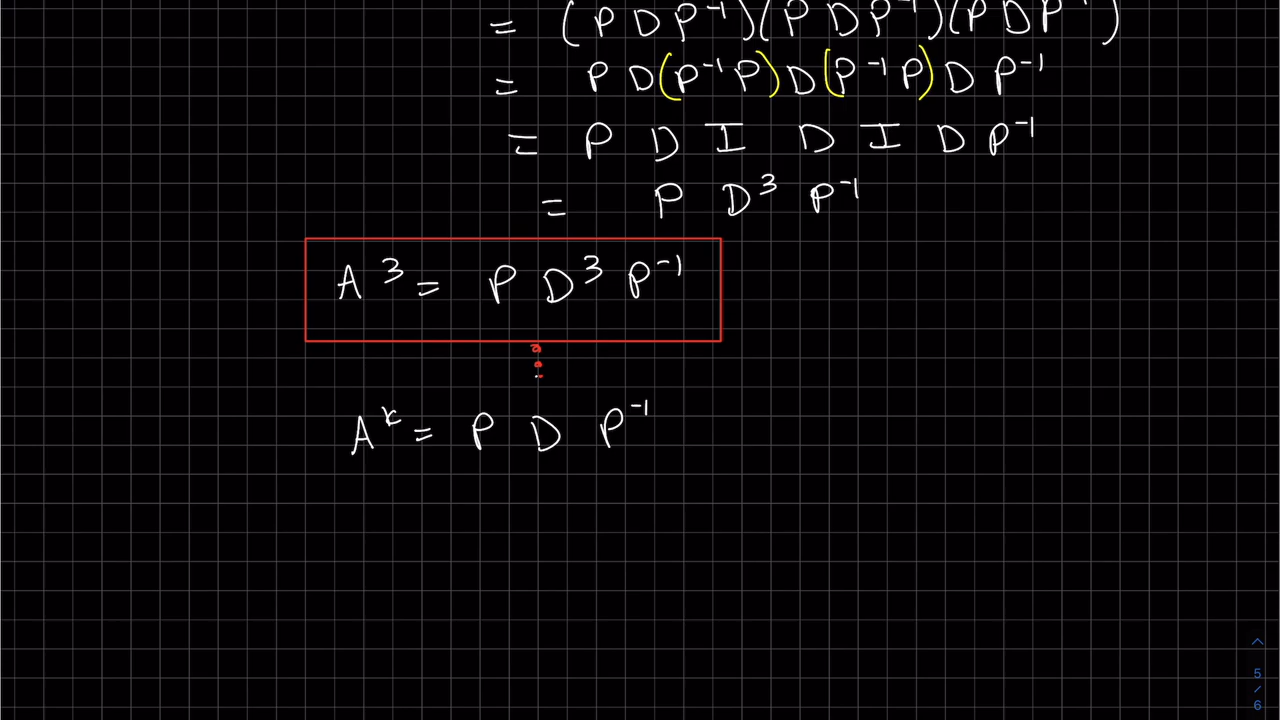 = (P D P⁻¹)(P D P⁻¹)(P D P⁻¹)
= P D (P⁻¹ P) D (P⁻¹ P) D P⁻¹
= P D I D I D P⁻¹
= P D³ P⁻¹
A³ = P D³ P⁻¹
Aᵏ = P D P⁻¹
5
/
6